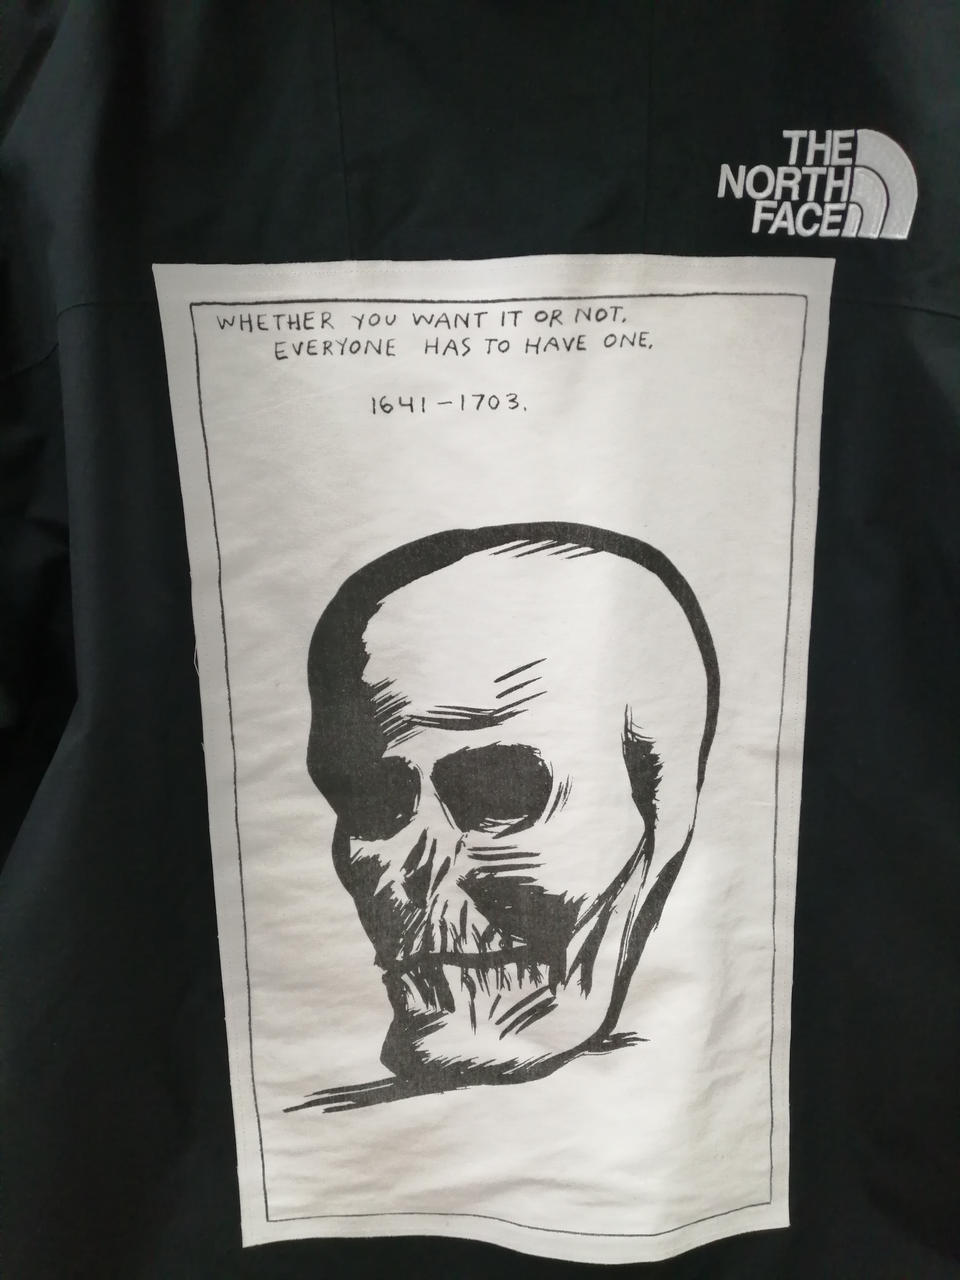 THE
NORTH
FACE
WHETHER YOU WANT IT OR NOT.
EVERYONE HAS TO HAVE ONE.
1641-1703.